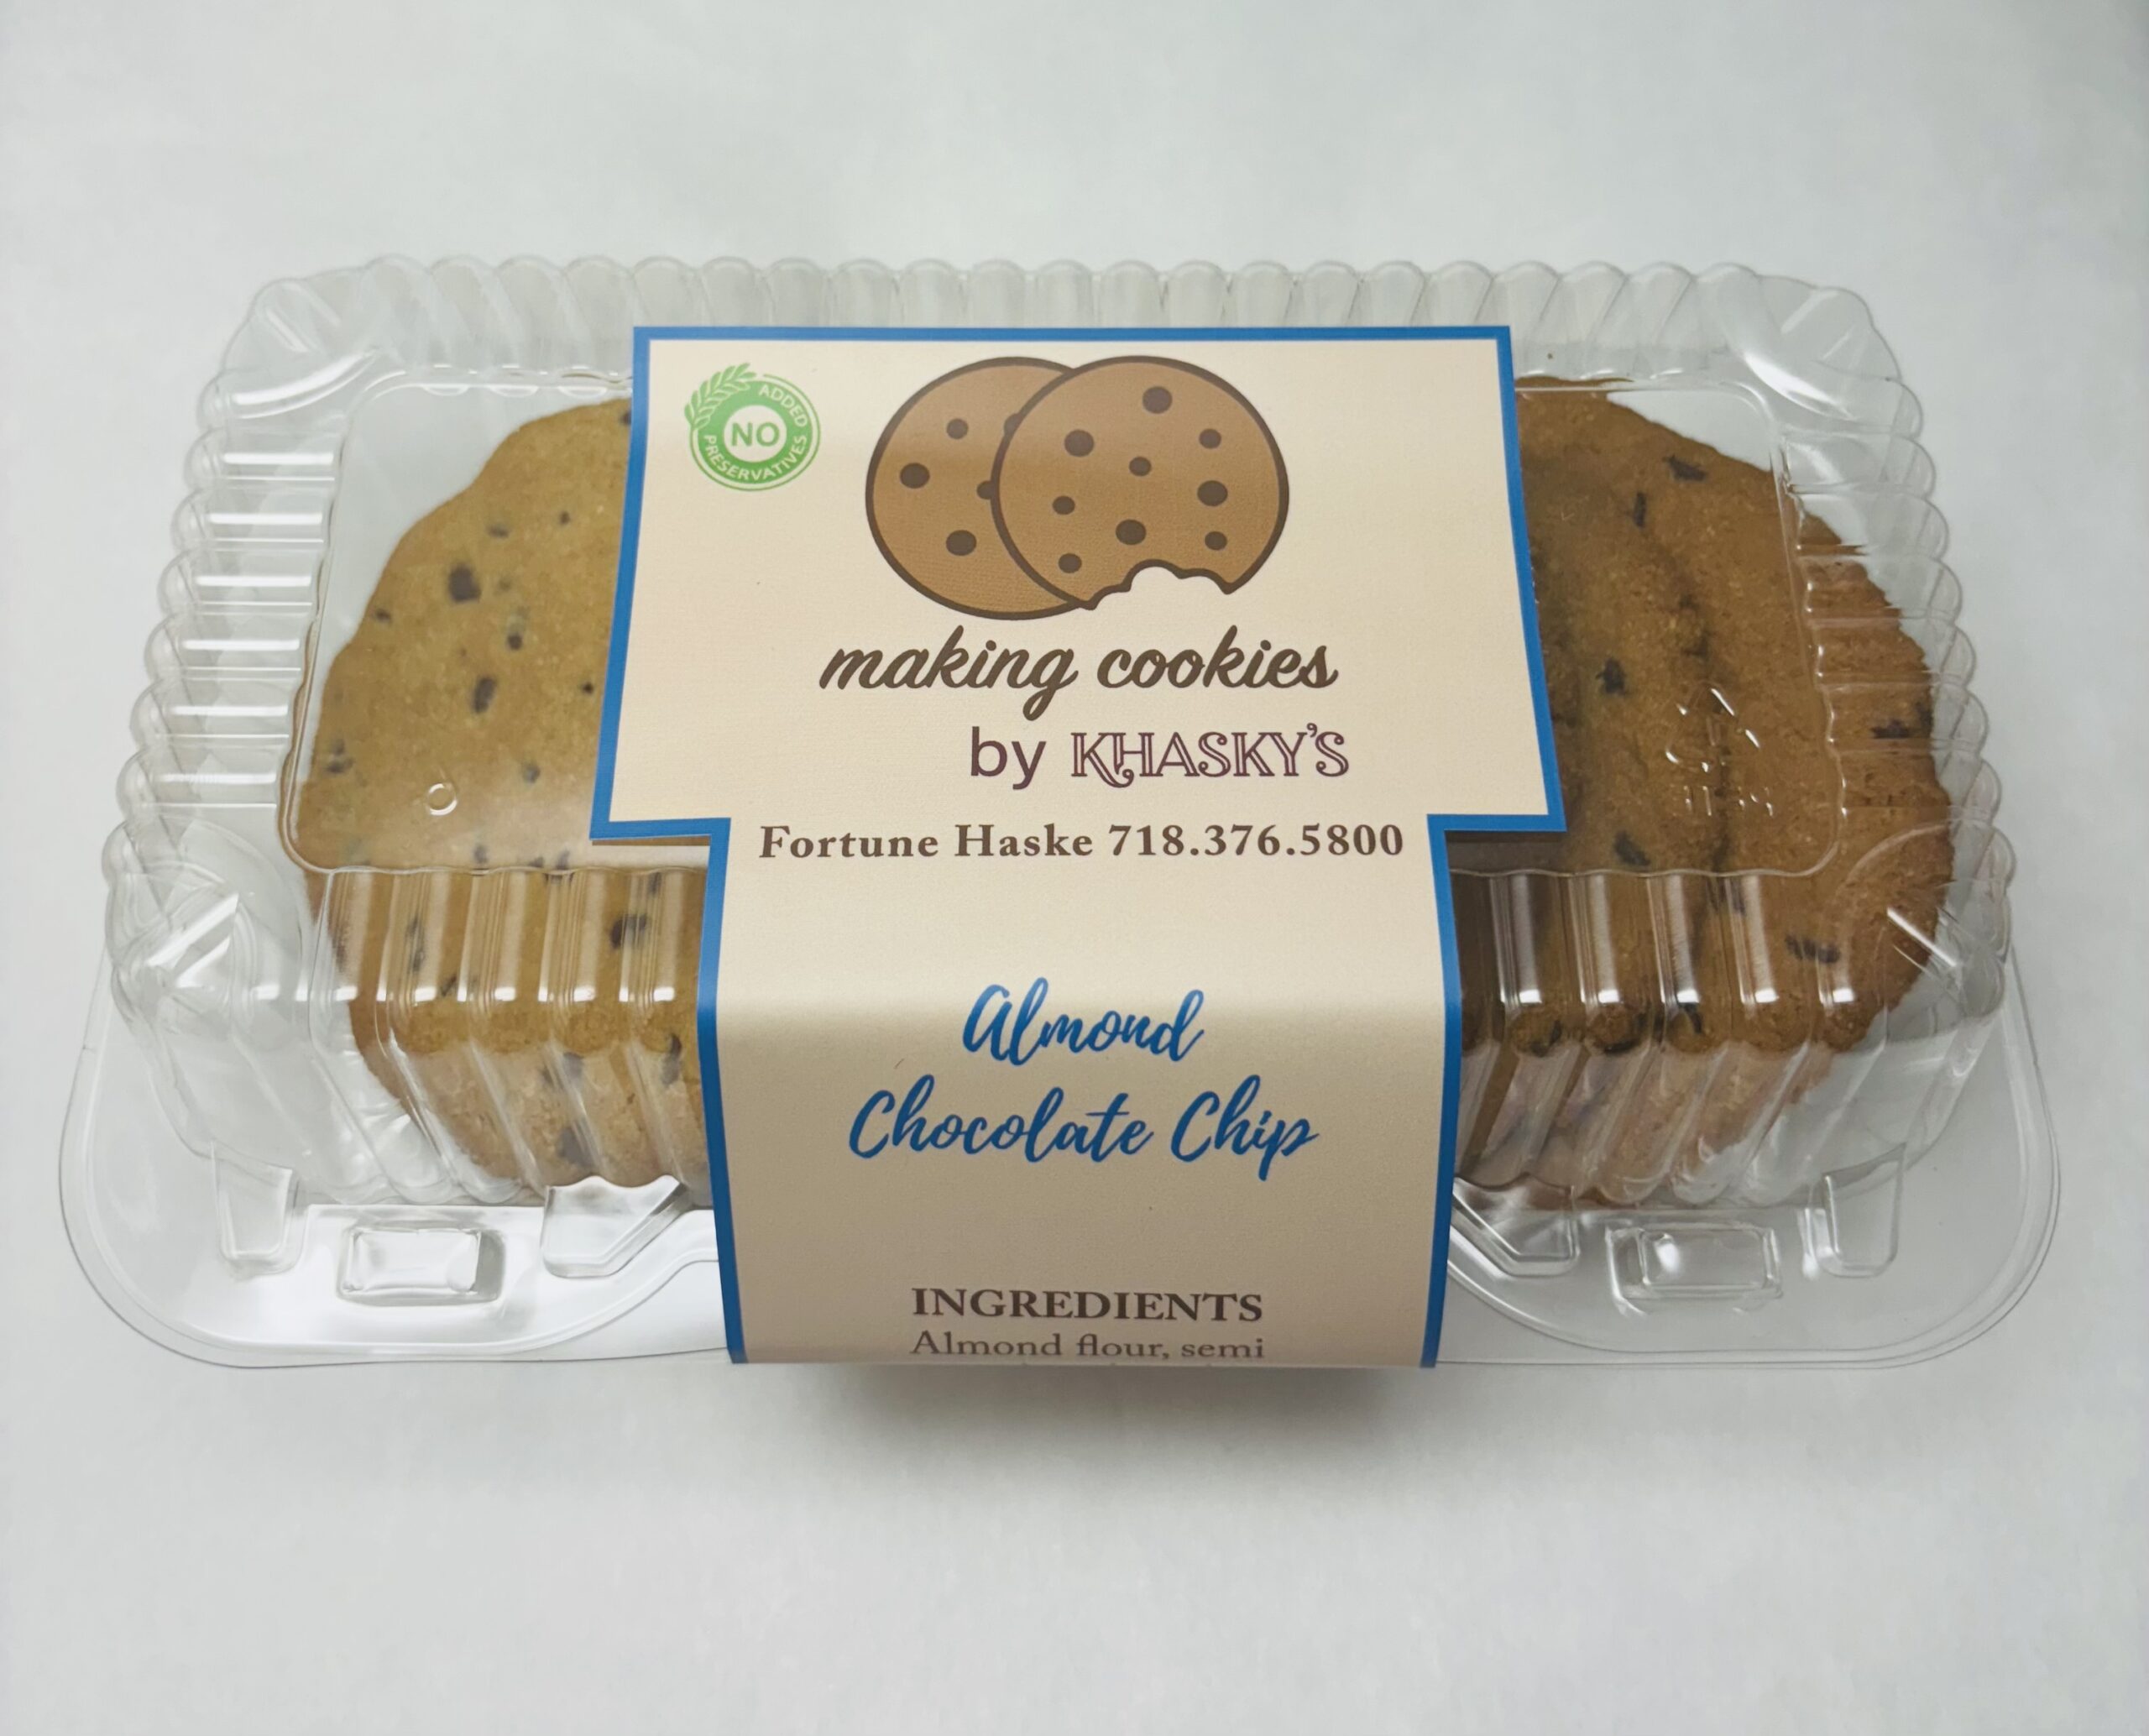 NO
ADDED
PRESERVATIVES
making cookies
by KHASKY'S
Fortune Haske 718.376.5800
Almond
Chocolate Chip
INGREDIENTS
Almond flour, semi